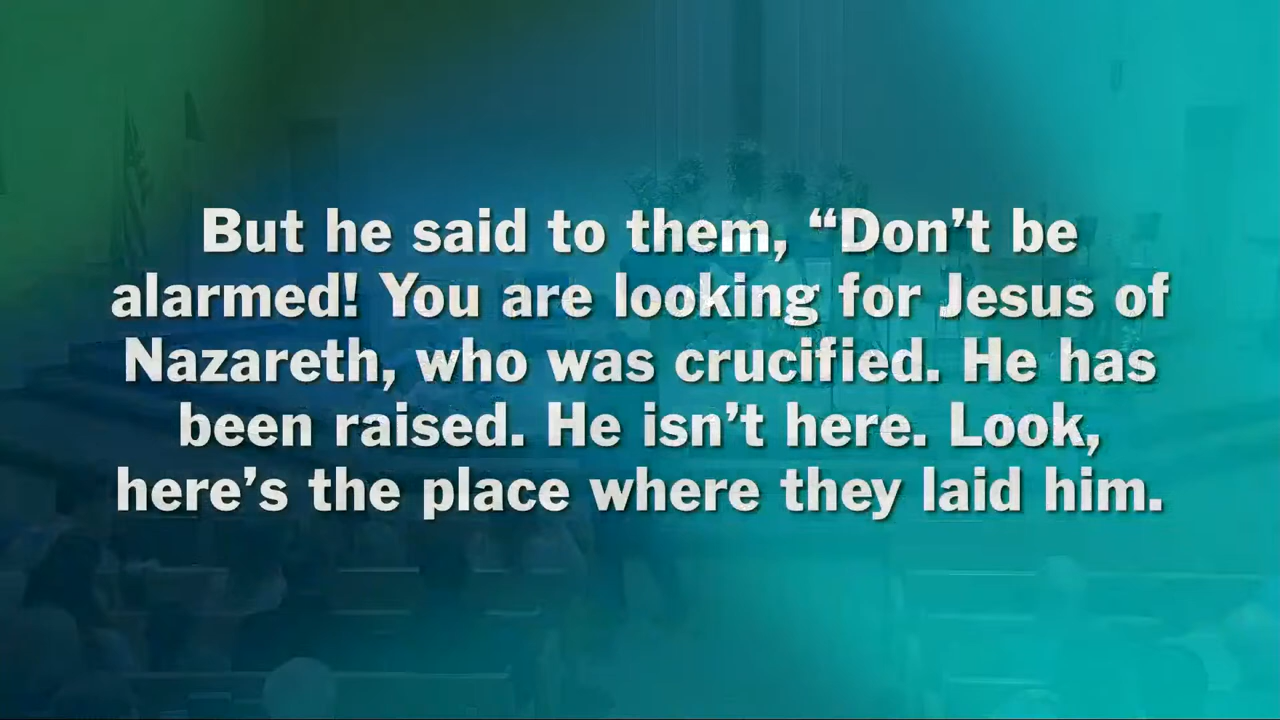 But he said to them, “Don’t be
alarmed! You are looking for Jesus of
Nazareth, who was crucified. He has
been raised. He isn’t here. Look,
here’s the place where they laid him.